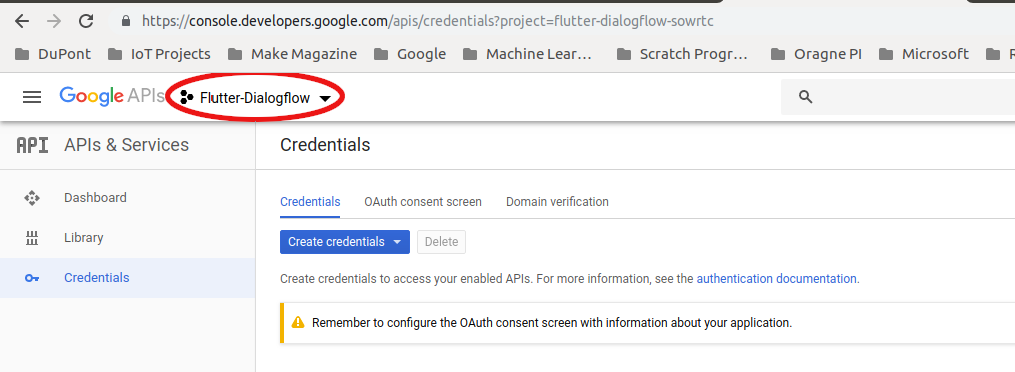 https://console.developers.google.com/apis/credentials?project=flutter-dialogflow-sowrtc
DuPont IoT Projects Make Magazine Google Machine Lear… Scratch Progr… Oragne PI Microsoft R
Google APIs Flutter-Dialogflow
API APIs & Services Credentials
Dashboard Credentials OAuth consent screen Domain verification
Library Create credentials Delete
Credentials Create credentials to access your enabled APIs. For more information, see the authentication documentation.
Remember to configure the OAuth consent screen with information about your application.